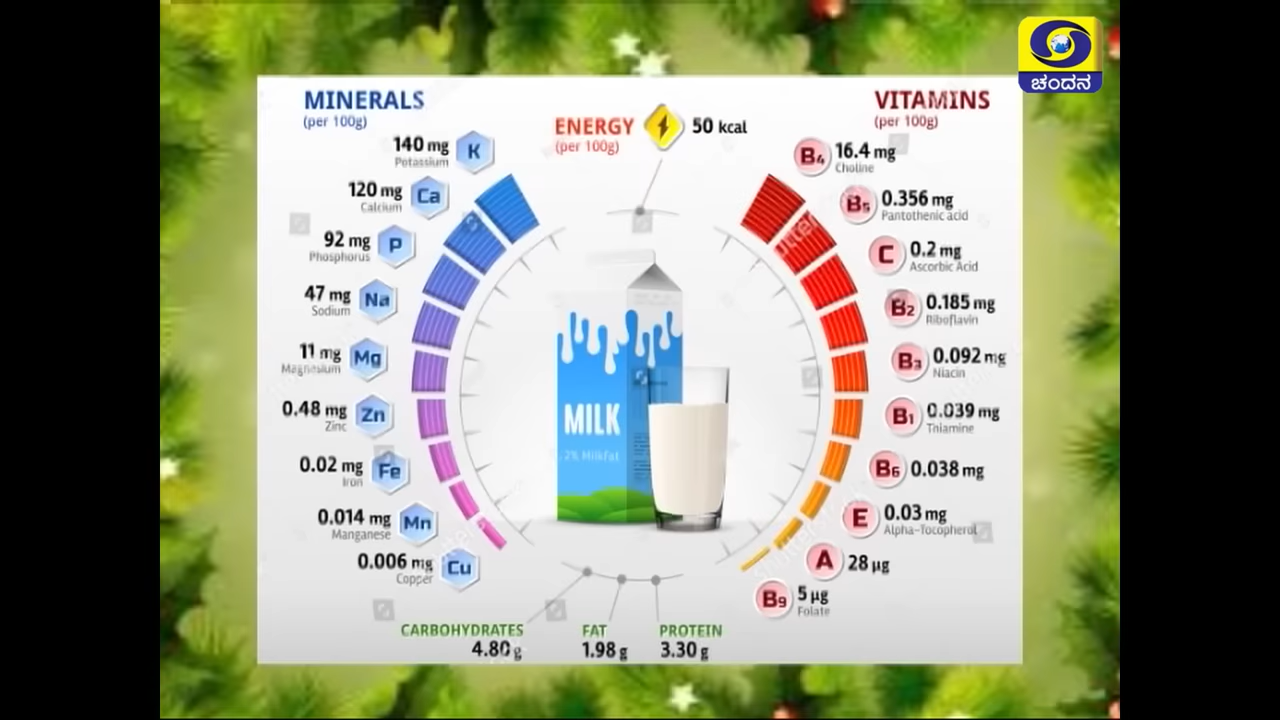 ಚಂದನ
MINERALS
(per 100g)
140 mg
Potassium
K
120 mg
Calcium
Ca
92 mg
Phosphorus
P
47 mg
Sodium
Na
11 mg
Magnesium
Mg
0.48 mg
Zinc
Zn
0.02 mg
Iron
Fe
0.014 mg
Manganese
Mn
0.006 mg
Copper
Cu
ENERGY
(per 100g)
50 kcal
MILK
2% Milkfat
CARBOHYDRATES
4.80 g
FAT
1.98 g
PROTEIN
3.30 g
VITAMINS
(per 100g)
B4
16.4 mg
Choline
B5
0.356 mg
Pantothenic acid
C
0.2 mg
Ascorbic Acid
B2
0.185 mg
Riboflavin
B3
0.092 mg
Niacin
B1
0.039 mg
Thiamine
B6
0.038 mg
E
0.03 mg
Alpha-Tocopherol
A
28 µg
B9
5 µg
Folate